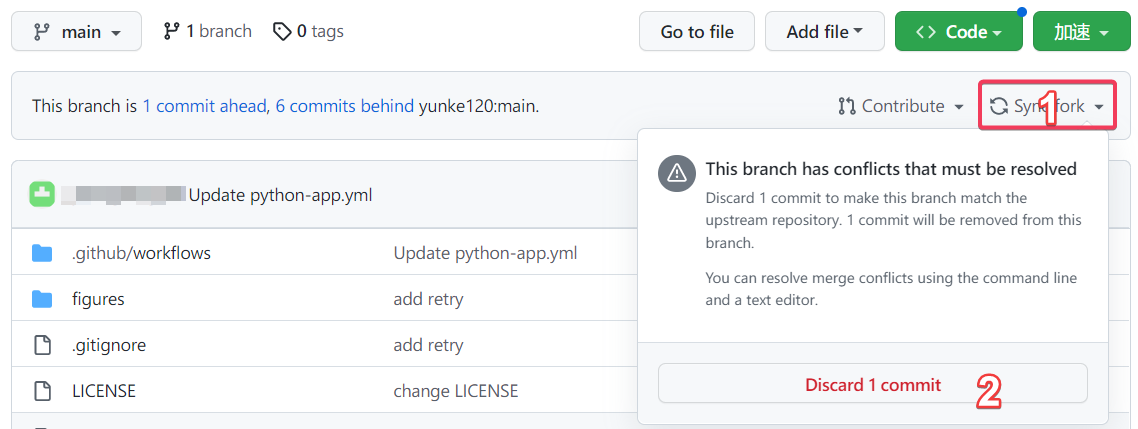 main 1 branch 0 tags Go to file Add file Code 加速
This branch is 1 commit ahead, 6 commits behind yunke120:main. Contribute Sync fork
1
This branch has conflicts that must be resolved
Discard 1 commit to make this branch match the
upstream repository. 1 commit will be removed from this
branch.
You can resolve merge conflicts using the command line
and a text editor.
Discard 1 commit 2
Update python-app.yml
.github/workflows Update python-app.yml
figures add retry
.gitignore add retry
LICENSE change LICENSE